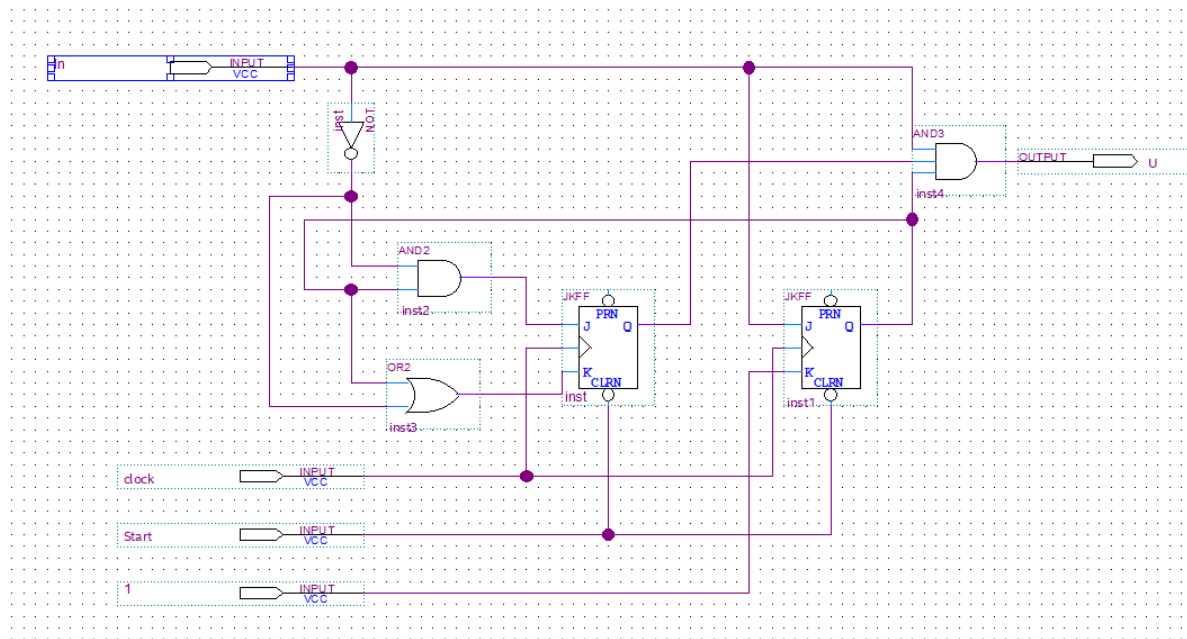 In
INPUT
VCC
inst
NOT
AND3
inst4
OUTPUT
U
AND2
inst2
JKFF
PRN
J
Q
K
CLRN
inst
JKFF
PRN
J
Q
K
CLRN
inst1
OR2
inst3
clock
INPUT
VCC
Start
INPUT
VCC
1
INPUT
VCC